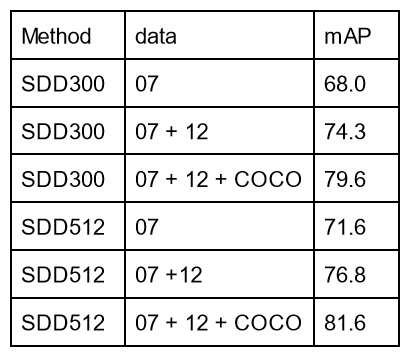 Method data mAP
SDD300 07 68.0
SDD300 07 + 12 74.3
SDD300 07 + 12 + COCO 79.6
SDD512 07 71.6
SDD512 07 +12 76.8
SDD512 07 + 12 + COCO 81.6